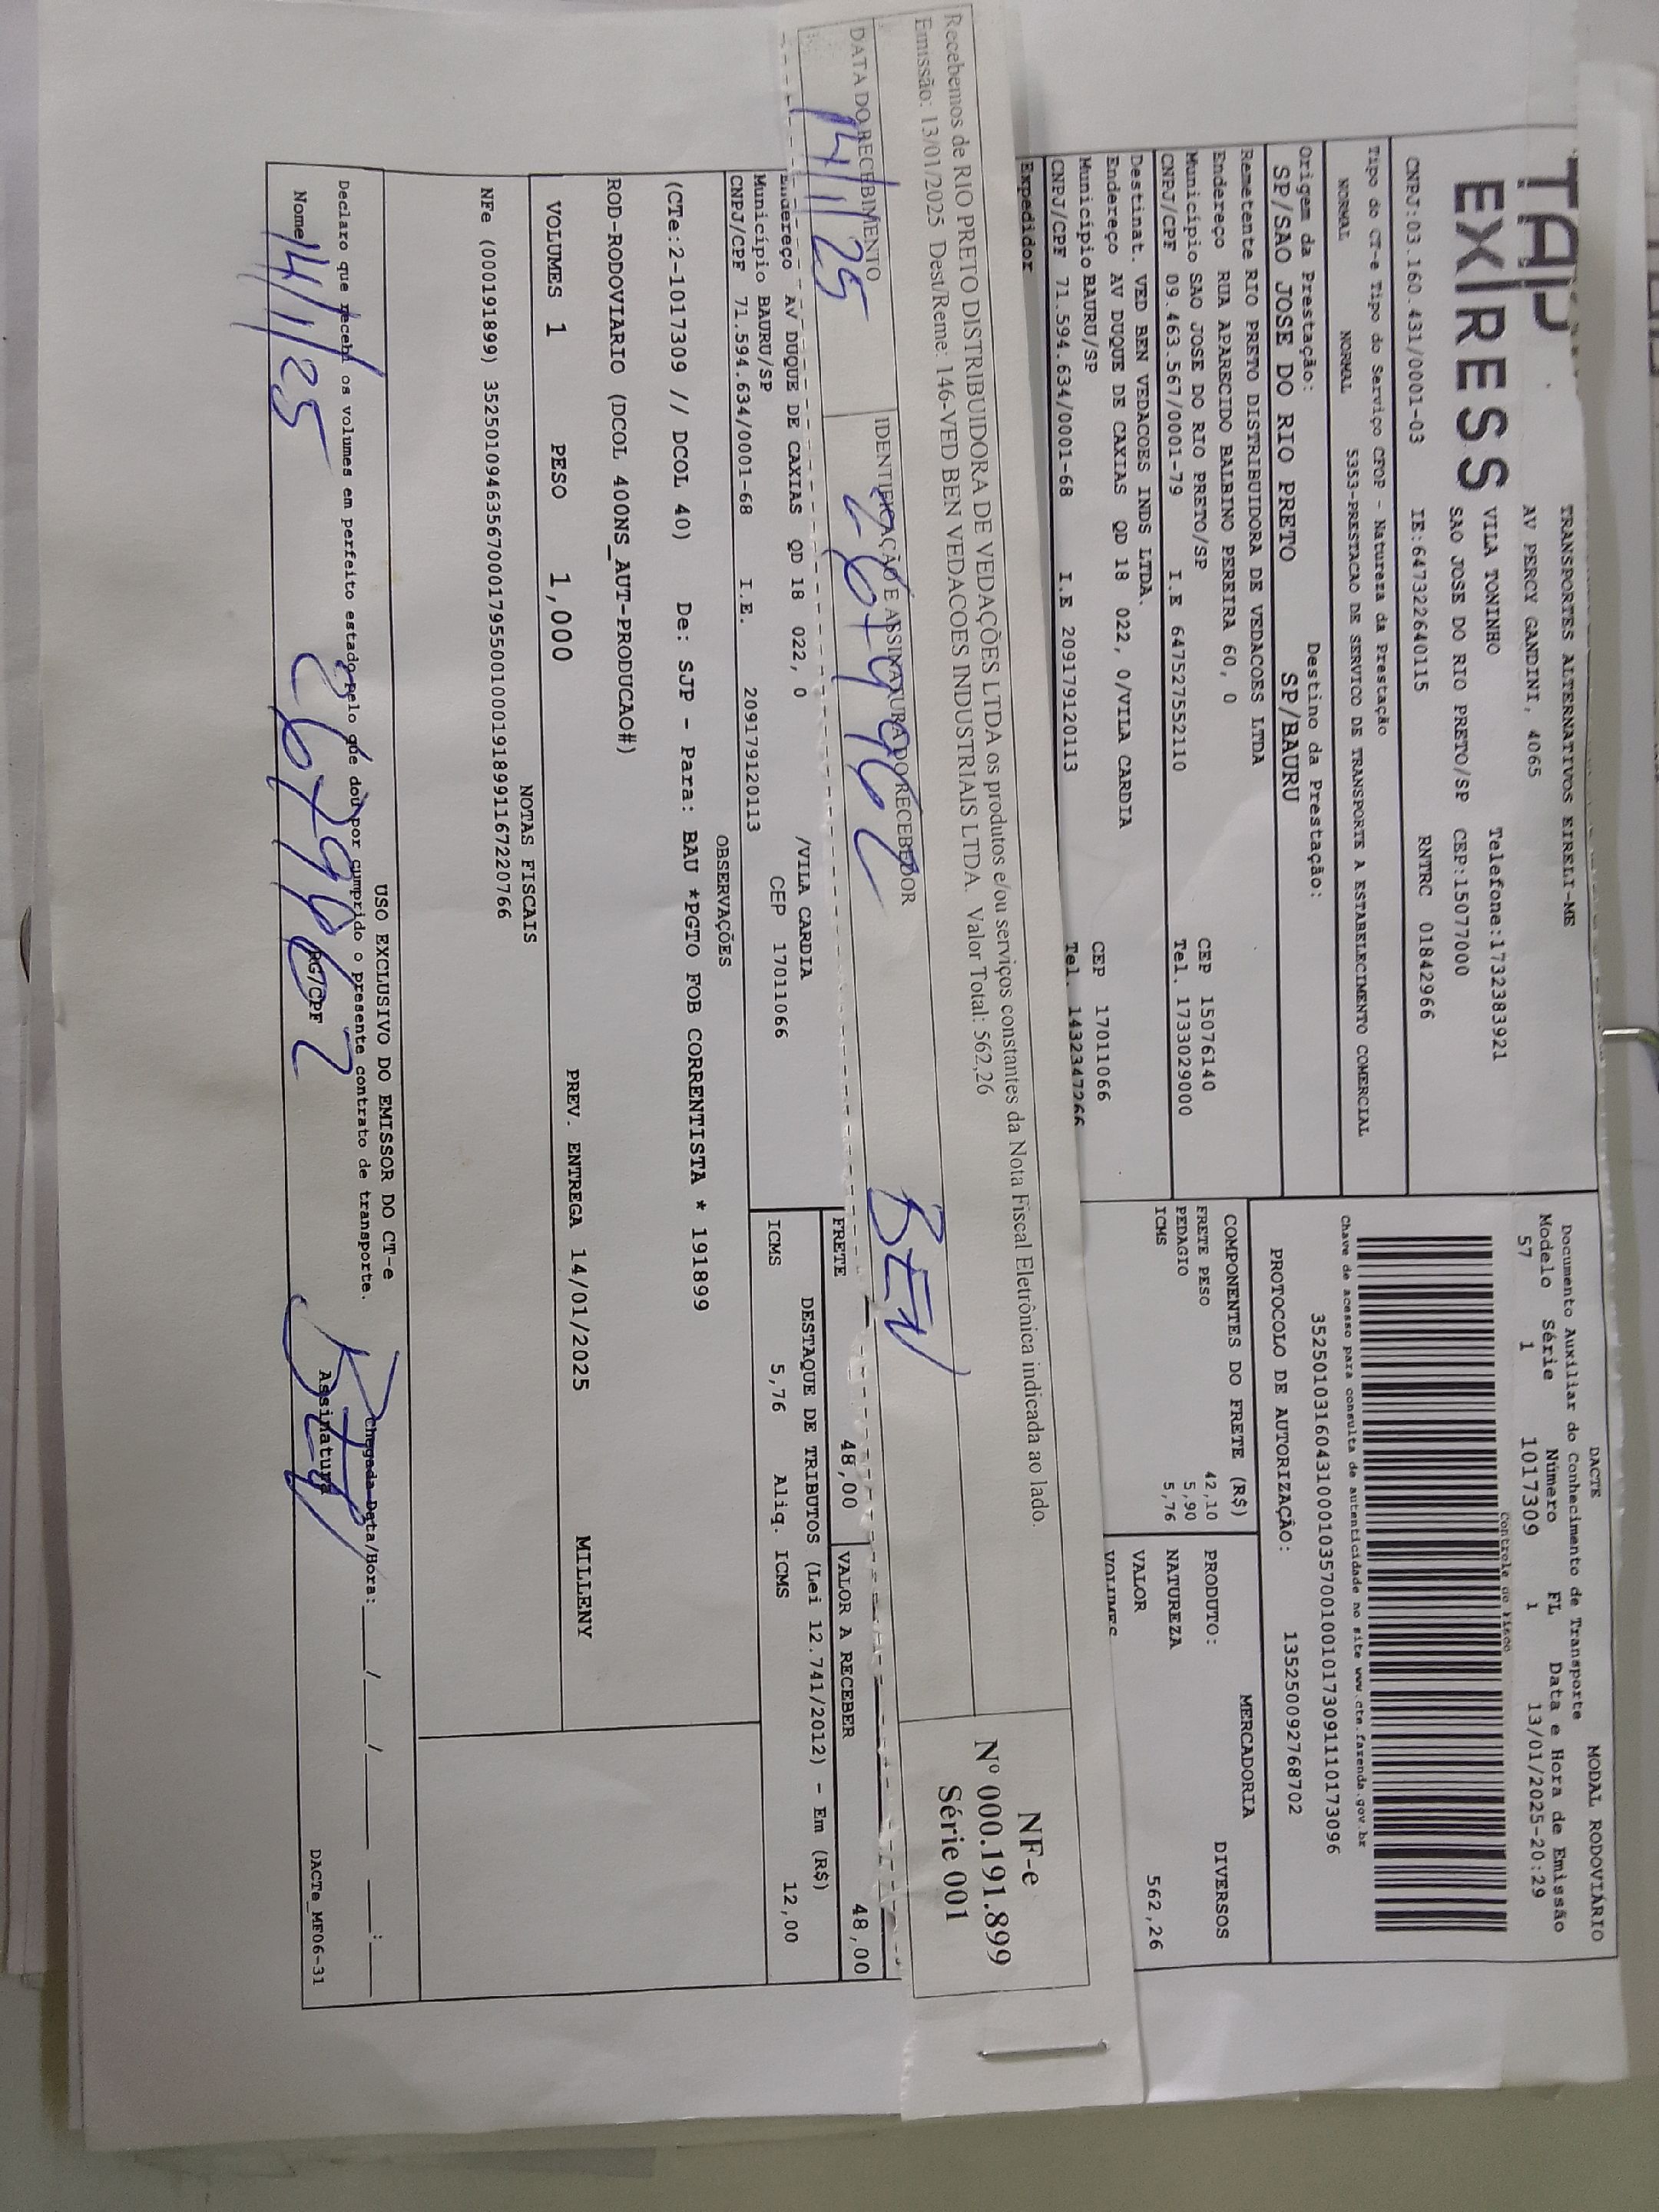 TAP
EXPRESS
TRANSPORTES ALTERNATIVOS EIRELI-ME
AV PERCY GANDINI, 4065
VILA TONINHO Telefone:1732383921
SAO JOSE DO RIO PRETO/SP CEP:15077000
CNPJ:03.160.431/0001-03 IE:647322640115 RNTRC 01842966
Tipo do CT-e Tipo do Serviço CFOP - Natureza da Prestação
NORMAL NORMAL 5353-PRESTACAO DE SERVICO DE TRANSPORTE A ESTABELECIMENTO COMERCIAL
Origem da Prestação: Destino da Prestação:
SP/SAO JOSE DO RIO PRETO SP/BAURU
Remetente RIO PRETO DISTRIBUIDORA DE VEDACOES LTDA
Endereço RUA APARECIDO BALBINO PEREIRA 60, 0 CEP 15076140
Município SAO JOSE DO RIO PRETO/SP Tel. 1733029000
CNPJ/CPF 09.463.567/0001-79 I.E 647527552110
Destinat. VED BEN VEDACOES INDS LTDA.
Endereço AV DUQUE DE CAXIAS QD 18 022, 0/VILA CARDIA CEP 17011066
Município BAURU/SP Tel. 1432347266
CNPJ/CPF 71.594.634/0001-68 I.E 209179120113
Expedidor
DACTE MODAL RODOVIÁRIO
Documento Auxiliar do Conhecimento de Transporte
Modelo Série Número FL Data e Hora de Emissão
57 1 1017309 1 13/01/2025-20:29
Controle do Fisco
Chave de acesso para consulta de autenticidade no site www.cte.fazenda.gov.br
35250103160431000103570010010173091110173096
PROTOCOLO DE AUTORIZAÇÃO: 135250092768702
COMPONENTES DO FRETE (R$)
FRETE PESO 42,10
PEDAGIO 5,90
ICMS 5,76
MERCADORIA
PRODUTO: DIVERSOS
NATUREZA
VALOR 562,26
VOLUMES
Recebemos de RIO PRETO DISTRIBUIDORA DE VEDAÇÕES LTDA os produtos e/ou serviços constantes da Nota Fiscal Eletrônica indicada ao lado.
Emissão: 13/01/2025 Dest/Reme: 146-VED BEN VEDACOES INDUSTRIAIS LTDA. Valor Total: 562,26
DATA DO RECEBIMENTO IDENTIFICAÇÃO E ASSINATURA DO RECEBEDOR
14/1/25 BEN
NF-e
Nº 000.191.899
Série 001
Endereço AV DUQUE DE CAXIAS QD 18 022, 0 /VILA CARDIA
Município BAURU/SP CEP 17011066
CNPJ/CPF 71.594.634/0001-68 I.E. 209179120113
FRETE 48,00 VALOR A RECEBER 48,00
DESTAQUE DE TRIBUTOS (Lei 12.741/2012) - Em (R$)
ICMS 5,76 Aliq. ICMS 12,00
OBSERVAÇÕES
(CTe:2-1017309 // DCOL 40) De: SJP - Para: BAU *PGTO FOB CORRENTISTA * 191899
ROD-RODOVIARIO (DCOL 400NS_AUT-PRODUCAO#)
VOLUMES 1 PESO 1,000 PREV. ENTREGA 14/01/2025 MILLENY
NOTAS FISCAIS
NFe (000191899) 35250109463567000179550010001918991167220766
USO EXCLUSIVO DO EMISSOR DO CT-e
Declaro que recebi os volumes em perfeito estado pelo que dou por cumprido o presente contrato de transporte.
Chegada Data/Hora: ___/___/____ __:__
Nome 14/1/25 RG/CPF Assinatura BEN
DACTe_MF06-31